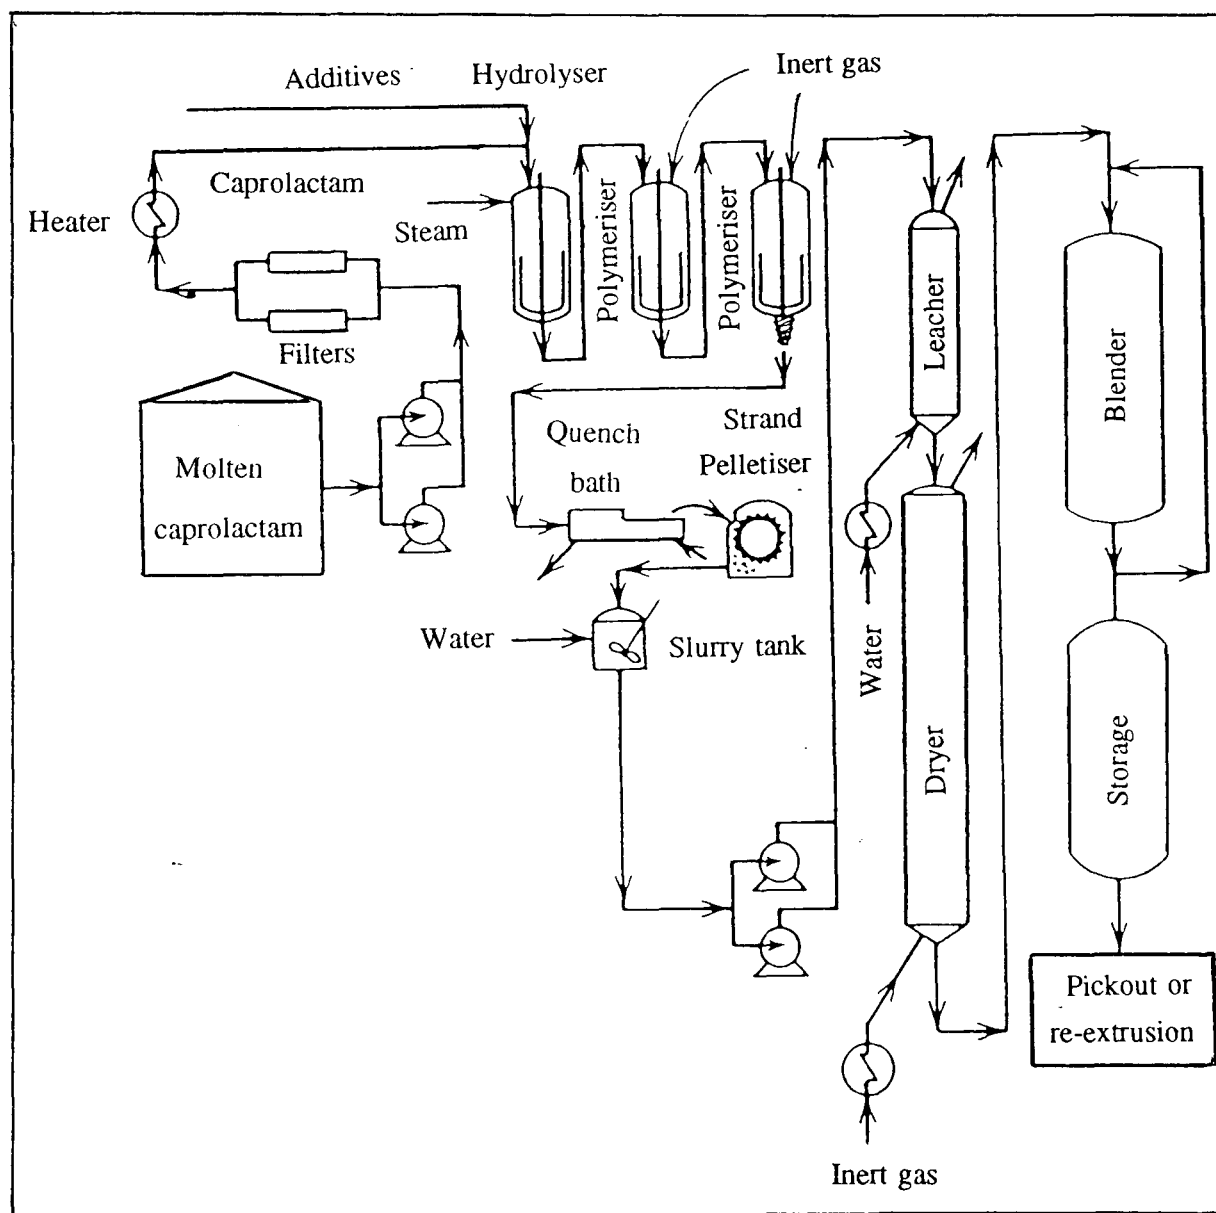 Additives
Hydrolyser
Inert gas
Caprolactam
Heater
Steam
Polymeriser
Polymeriser
Filters
Leacher
Blender
Molten
caprolactam
Quench
bath
Strand
Pelletiser
Water
Slurry tank
Water
Dryer
Storage
Pickout or
re-extrusion
Inert gas